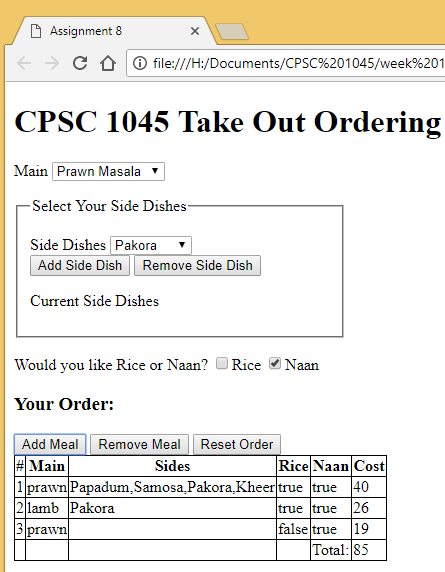 Assignment 8
file:///H:/Documents/CPSC%201045/week%201
CPSC 1045 Take Out Ordering
Main Prawn Masala
Select Your Side Dishes
Side Dishes Pakora
Add Side Dish Remove Side Dish
Current Side Dishes
Would you like Rice or Naan? Rice Naan
Your Order:
Add Meal Remove Meal Reset Order
# Main Sides Rice Naan Cost
1 prawn Papadum,Samosa,Pakora,Kheer true true 40
2 lamb Pakora true true 26
3 prawn false true 19
Total: 85